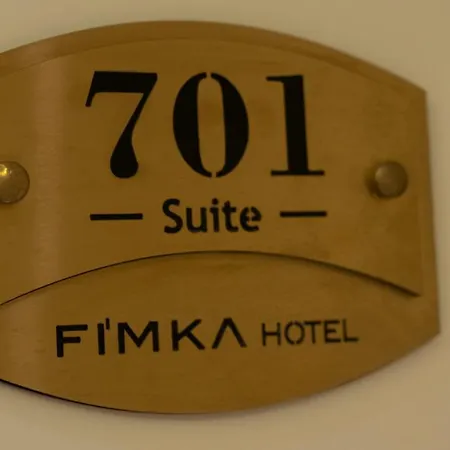 701
— Suite —
FI'MKA HOTEL